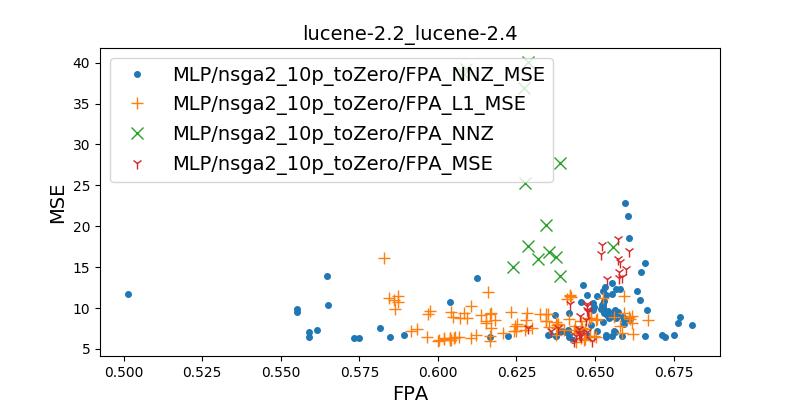 lucene-2.2_lucene-2.4
MLP/nsga2_10p_toZero/FPA_NNZ_MSE
MLP/nsga2_10p_toZero/FPA_L1_MSE
MLP/nsga2_10p_toZero/FPA_NNZ
MLP/nsga2_10p_toZero/FPA_MSE
MSE
40
35
30
25
20
15
10
5
0.500 0.525 0.550 0.575 0.600 0.625 0.650 0.675
FPA